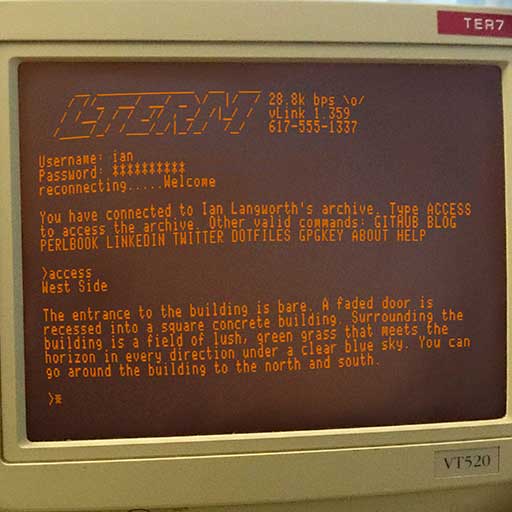 TER7
LTERM
28.8k bps \o/
vLink 1.359
617-555-1337
Username: ian
Password: **********
reconnecting.....Welcome
You have connected to Ian Langworth's archive. Type ACCESS
to access the archive. Other valid commands: GITHUB BLOG
PERLBOOK LINKEDIN TWITTER DOTFILES GPGKEY ABOUT HELP
>access
West Side
The entrance to the building is bare. A faded door is
recessed into a square concrete building. Surrounding the
building is a field of lush, green grass that meets the
horizon in every direction under a clear blue sky. You can
go around the building to the north and south.
>*
VT520